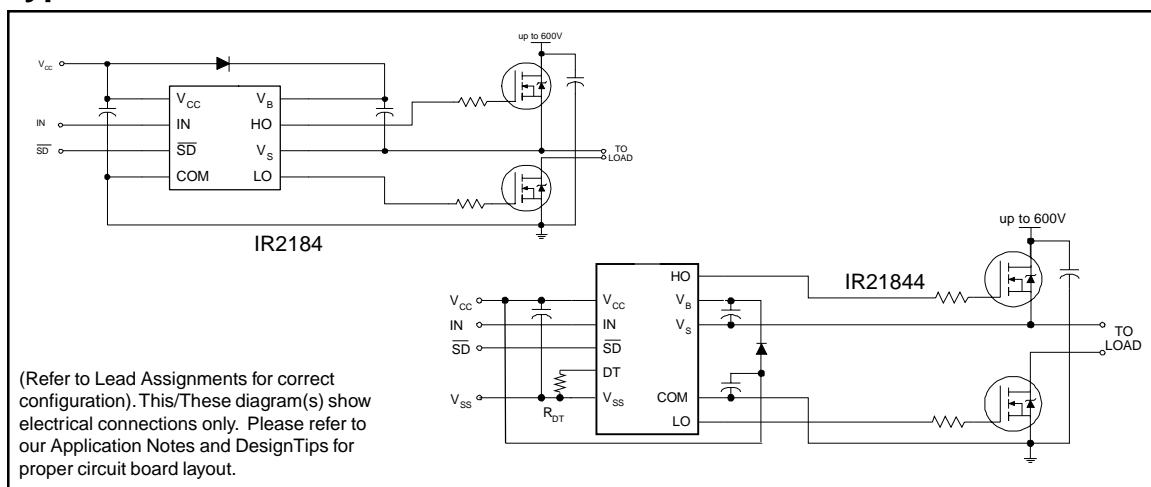 up to 600V
VCC
VCC
VB
IN
IN
HO
SD
SD
VS
TO
LOAD
COM
LO
IR2184
up to 600V
HO
IR21844
VCC
VCC
VB
IN
IN
VS
TO
LOAD
SD
SD
DT
VSS
RDT
VSS
COM
LO
(Refer to Lead Assignments for correct
configuration). This/These diagram(s) show
electrical connections only. Please refer to
our Application Notes and DesignTips for
proper circuit board layout.